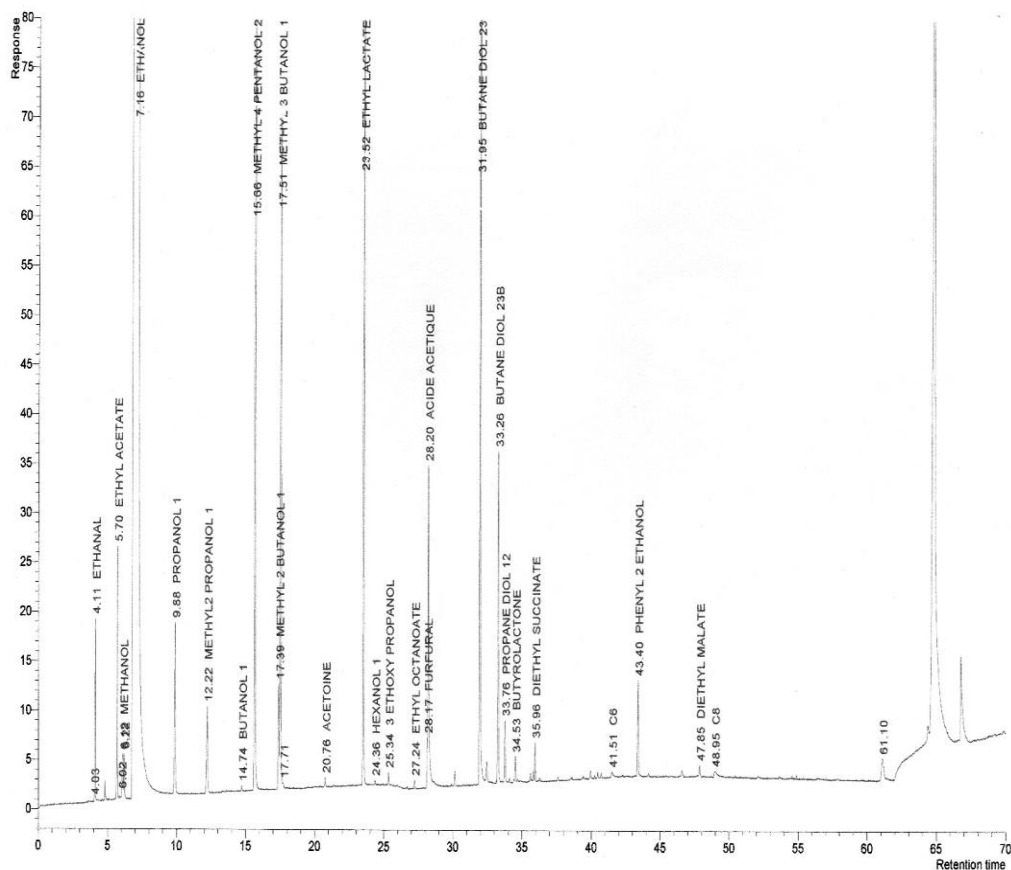 Response
80
75
70
65
60
55
50
45
40
35
30
25
20
15
10
5
0
4.03
4.11 ETHANAL
5.70 ETHYL ACETATE
6.02
METHANOL
6.22
7.16 ETHANOL
9.88 PROPANOL 1
12.22 METHYL2 PROPANOL 1
14.74 BUTANOL 1
15.66 METHYL 4 PENTANOL 2
17.39 METHYL 2 BUTANOL 1
17.51 METHYL 3 BUTANOL 1
17.71
20.76 ACETOINE
23.52 ETHYL LACTATE
24.36 HEXANOL 1
25.34 3 ETHOXY PROPANOL
27.24 ETHYL OCTANOATE
28.17 FURFURAL
28.20 ACIDE ACETIQUE
31.95 BUTANE DIOL 23
33.26 BUTANE DIOL 23B
33.76 PROPANE DIOL 12
34.53 BUTYROLACTONE
35.96 DIETHYL SUCCINATE
41.51 C6
43.40 PHENYL 2 ETHANOL
47.85 DIETHYL MALATE
48.95 C8
61.10
0 5 10 15 20 25 30 35 40 45 50 55 60 65 70
Retention time